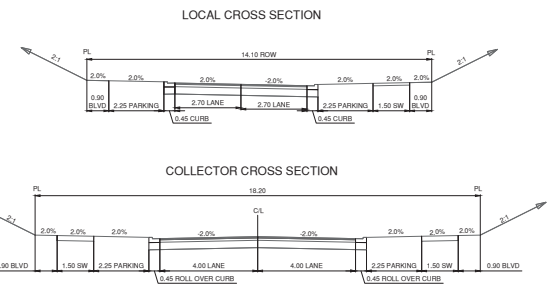 LOCAL CROSS SECTION
PL PL
14.10 ROW
2:1 2:1
2.0% 2.0% 2.0% -2.0% 2.0% 2.0% 2.0%
0.90 BLVD 2.25 PARKING 2.70 LANE 2.70 LANE 2.25 PARKING 1.50 SW 0.90 BLVD
0.45 CURB 0.45 CURB
COLLECTOR CROSS SECTION
PL PL
18.20
C/L
2:1 2:1
2.0% 2.0% 2.0% -2.0% -2.0% 2.0% 2.0% 2.0%
.90 BLVD 1.50 SW 2.25 PARKING 4.00 LANE 4.00 LANE 2.25 PARKING 1.50 SW 0.90 BLVD
0.45 ROLL OVER CURB 0.45 ROLL OVER CURB